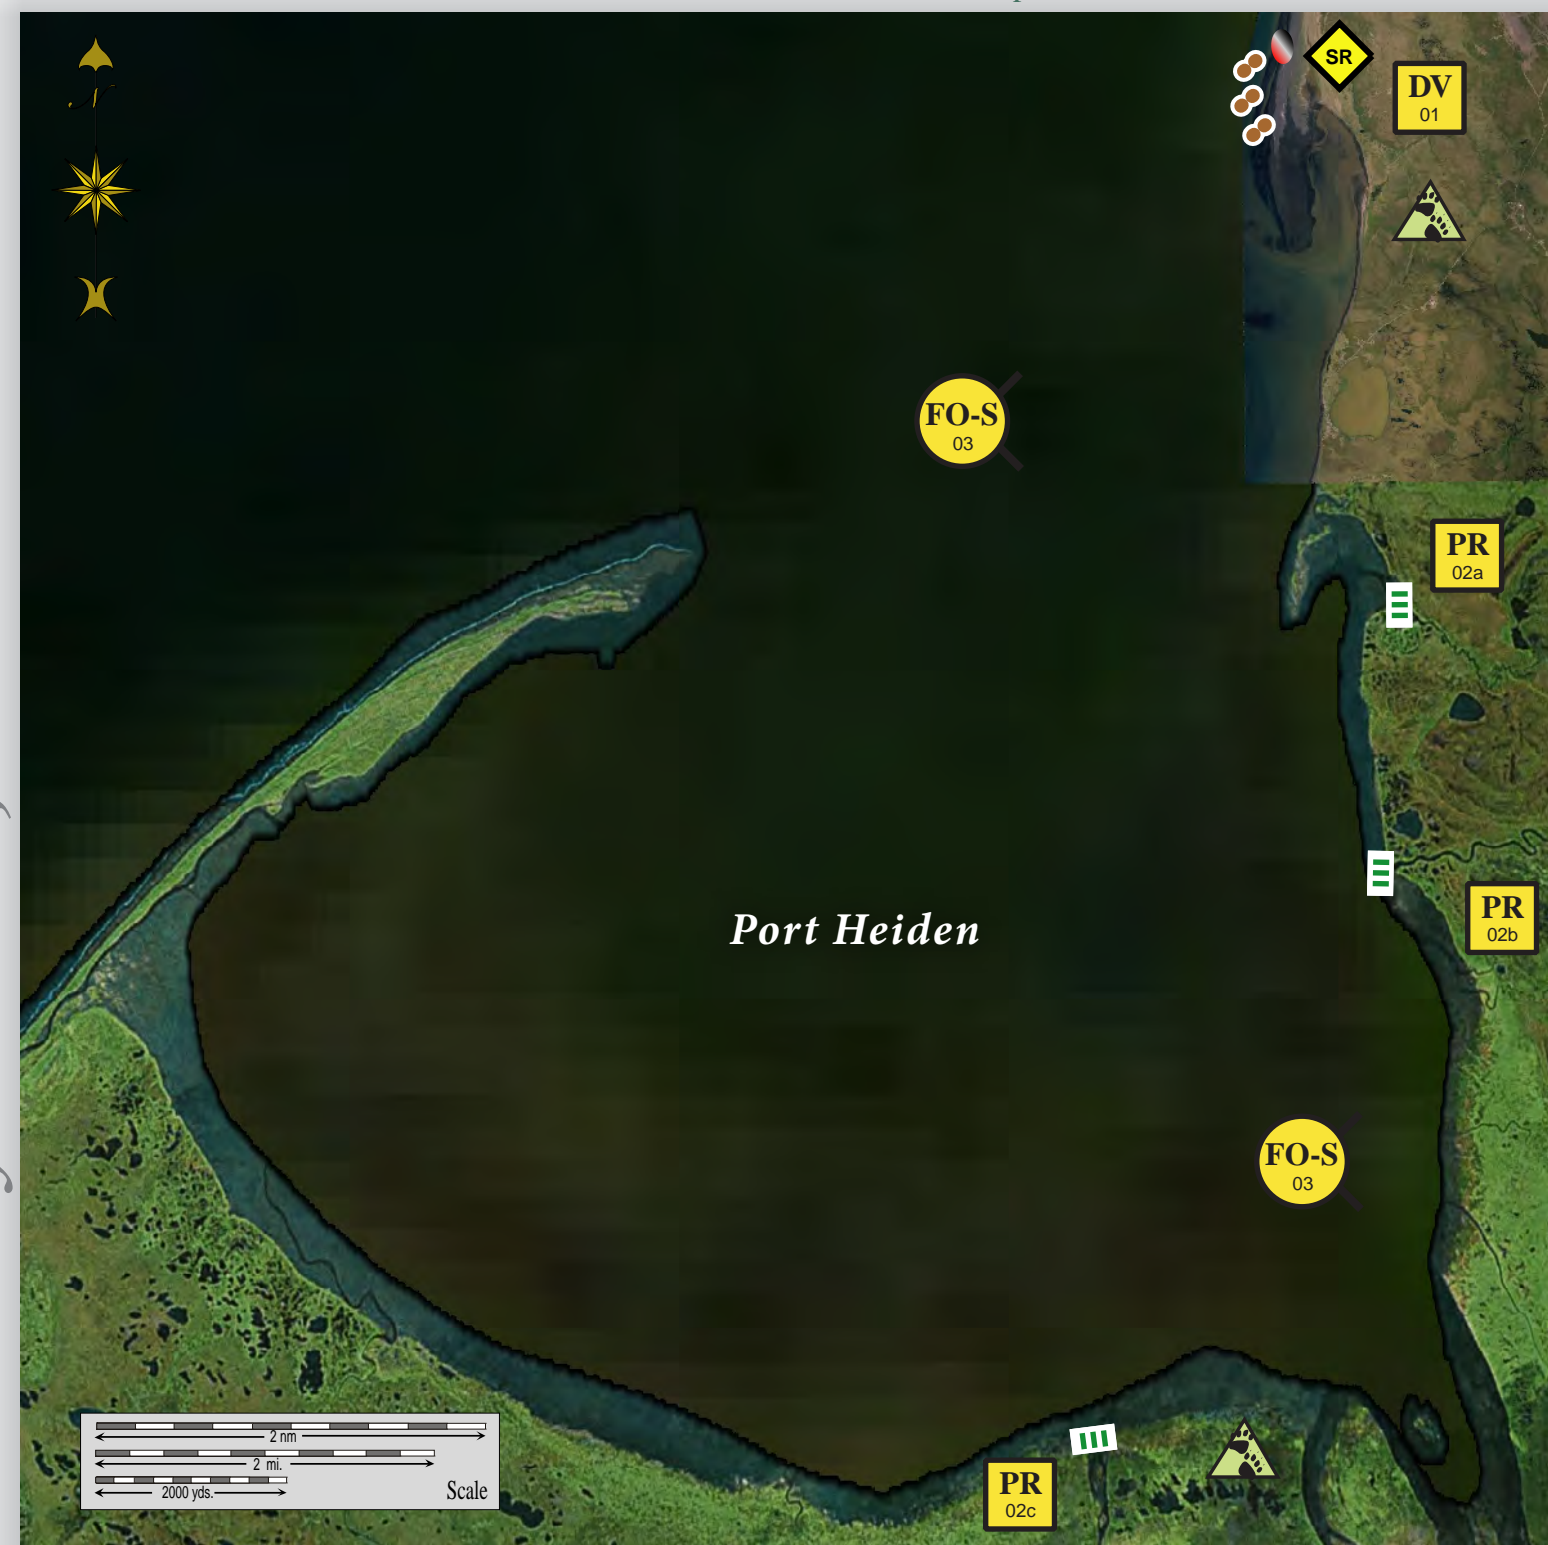 SR
DV
01
FO-S
03
PR
02a
Port Heiden
PR
02b
FO-S
03
2 nm
2 mi.
2000 yds.
Scale
PR
02c